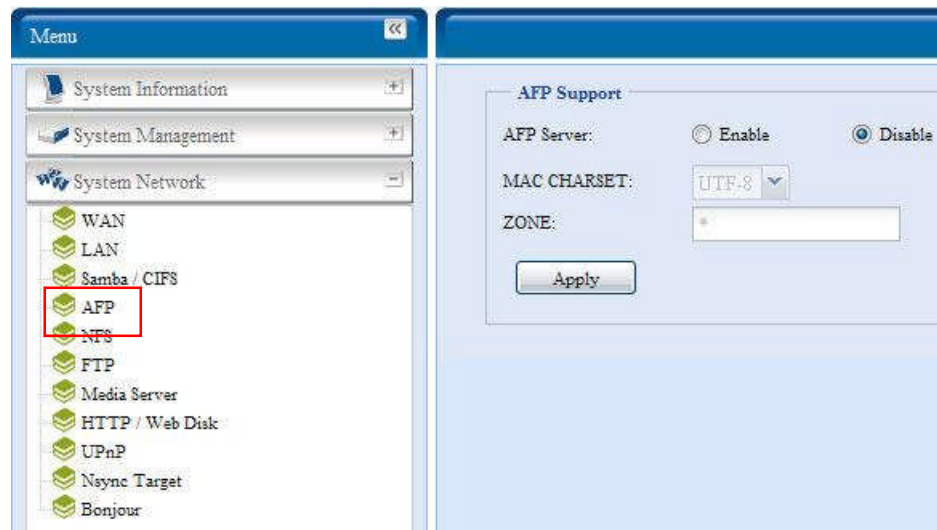 Menu
System Information
System Management
System Network
WAN
LAN
Samba / CIFS
AFP
NFS
FTP
Media Server
HTTP / Web Disk
UPnP
Nsync Target
Bonjour
AFP Support
AFP Server: Enable Disable
MAC CHARSET: UTF-8
ZONE: *
Apply